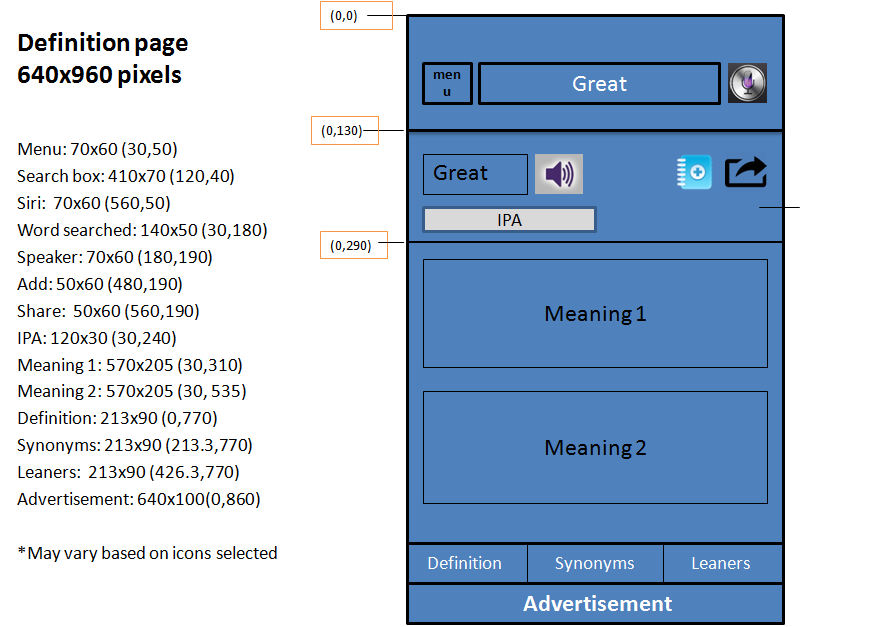 Definition page
640x960 pixels
Menu: 70x60 (30,50)
Search box: 410x70 (120,40)
Siri:  70x60 (560,50)
Word searched: 140x50 (30,180)
Speaker: 70x60 (180,190)
Add: 50x60 (480,190)
Share:  50x60 (560,190)
IPA: 120x30 (30,240)
Meaning 1: 570x205 (30,310)
Meaning 2: 570x205 (30, 535)
Definition: 213x90 (0,770)
Synonyms: 213x90 (213.3,770)
Leaners:  213x90 (426.3,770)
Advertisement: 640x100(0,860)
*May vary based on icons selected
(0,0)
men
u
Great
(0,130)
Great
IPA
(0,290)
Meaning 1
Meaning 2
Definition
Synonyms
Leaners
Advertisement